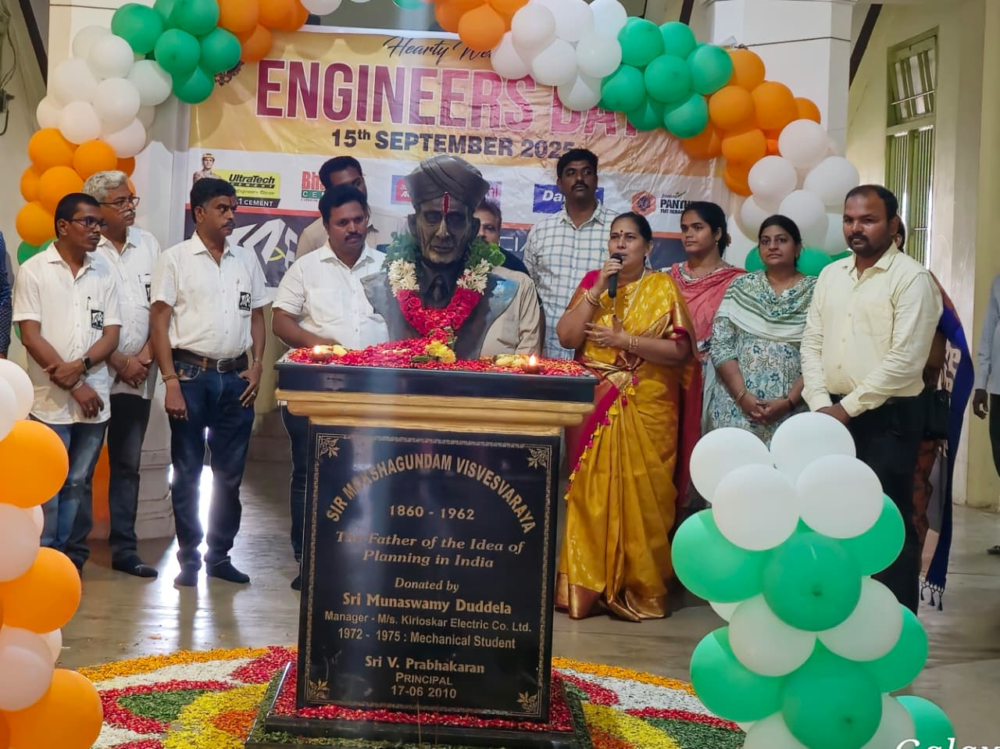 Hearty
ENGINEERS DAY
15th SEPTEMBER 2025
UltraTech
CEMENT
SIR MOKSHAGUNDAM VISVESVARAYA
1860 - 1962
The Father of the Idea of
Planning in India
Donated by
Sri Munaswamy Duddela
Manager - M/s. Kirloskar Electric Co. Ltd.
1972 - 1975 : Mechanical Student
Sri V. Prabhakaran
PRINCIPAL
17-06 2010